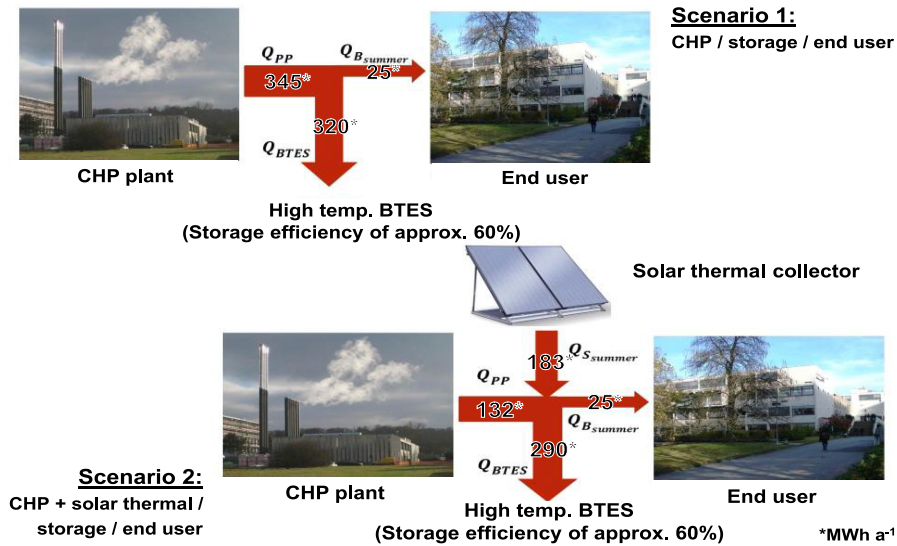 Scenario 1:
CHP / storage / end user
Q_PP
Q_B_summer
345*
25*
320*
Q_BTES
CHP plant
End user
High temp. BTES
(Storage efficiency of approx. 60%)
Solar thermal collector
183*
Q_S_summer
Q_PP
132*
25*
Q_B_summer
290*
Q_BTES
Scenario 2:
CHP + solar thermal /
storage / end user
CHP plant
End user
High temp. BTES
(Storage efficiency of approx. 60%)
*MWh a⁻¹